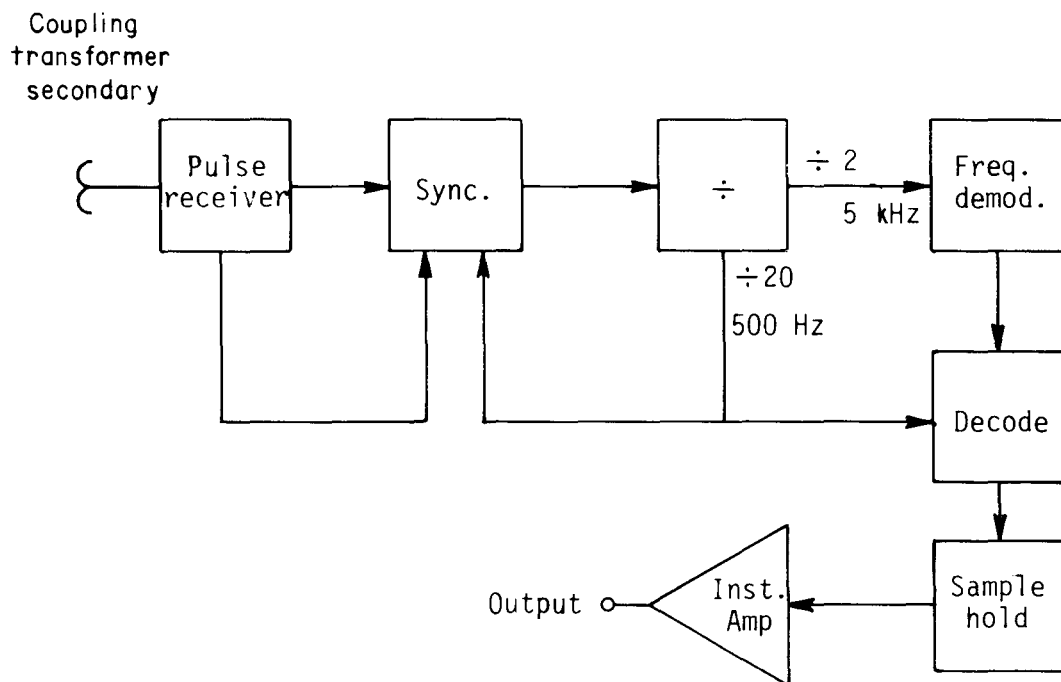 Coupling
transformer
secondary
Pulse
receiver
Sync.
÷
÷ 2
5 kHz
Freq.
demod.
÷20
500 Hz
Decode
Sample
hold
Inst.
Amp
Output